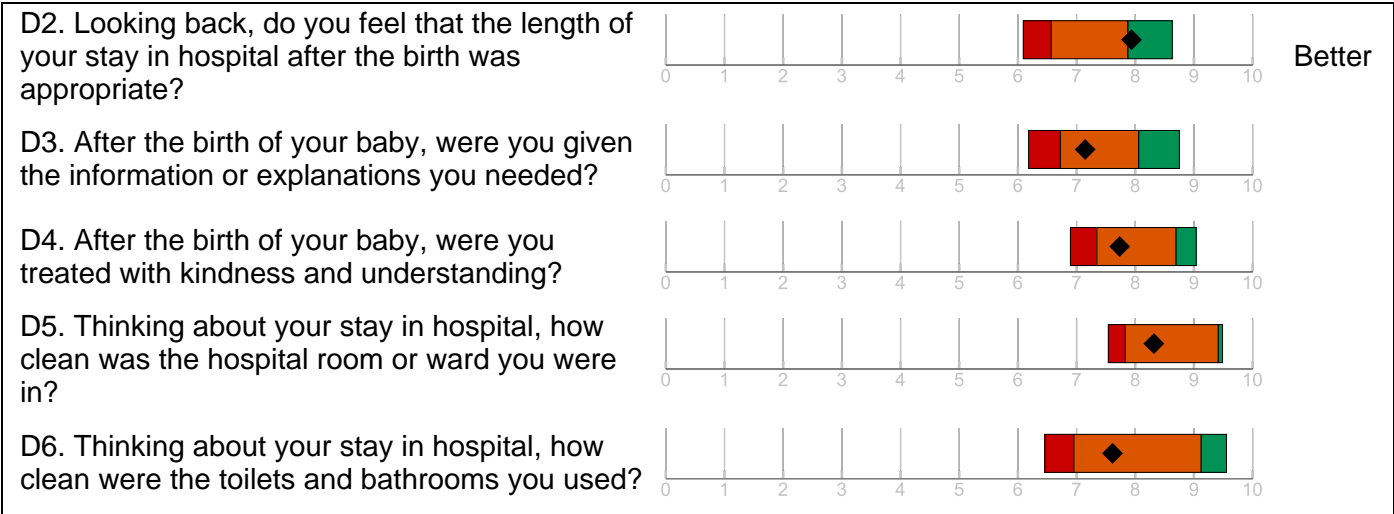 D2. Looking back, do you feel that the length of
your stay in hospital after the birth was
appropriate?
0 1 2 3 4 5 6 7 8 9 10
Better
D3. After the birth of your baby, were you given
the information or explanations you needed?
0 1 2 3 4 5 6 7 8 9 10
D4. After the birth of your baby, were you
treated with kindness and understanding?
0 1 2 3 4 5 6 7 8 9 10
D5. Thinking about your stay in hospital, how
clean was the hospital room or ward you were
in?
0 1 2 3 4 5 6 7 8 9 10
D6. Thinking about your stay in hospital, how
clean were the toilets and bathrooms you used?
0 1 2 3 4 5 6 7 8 9 10